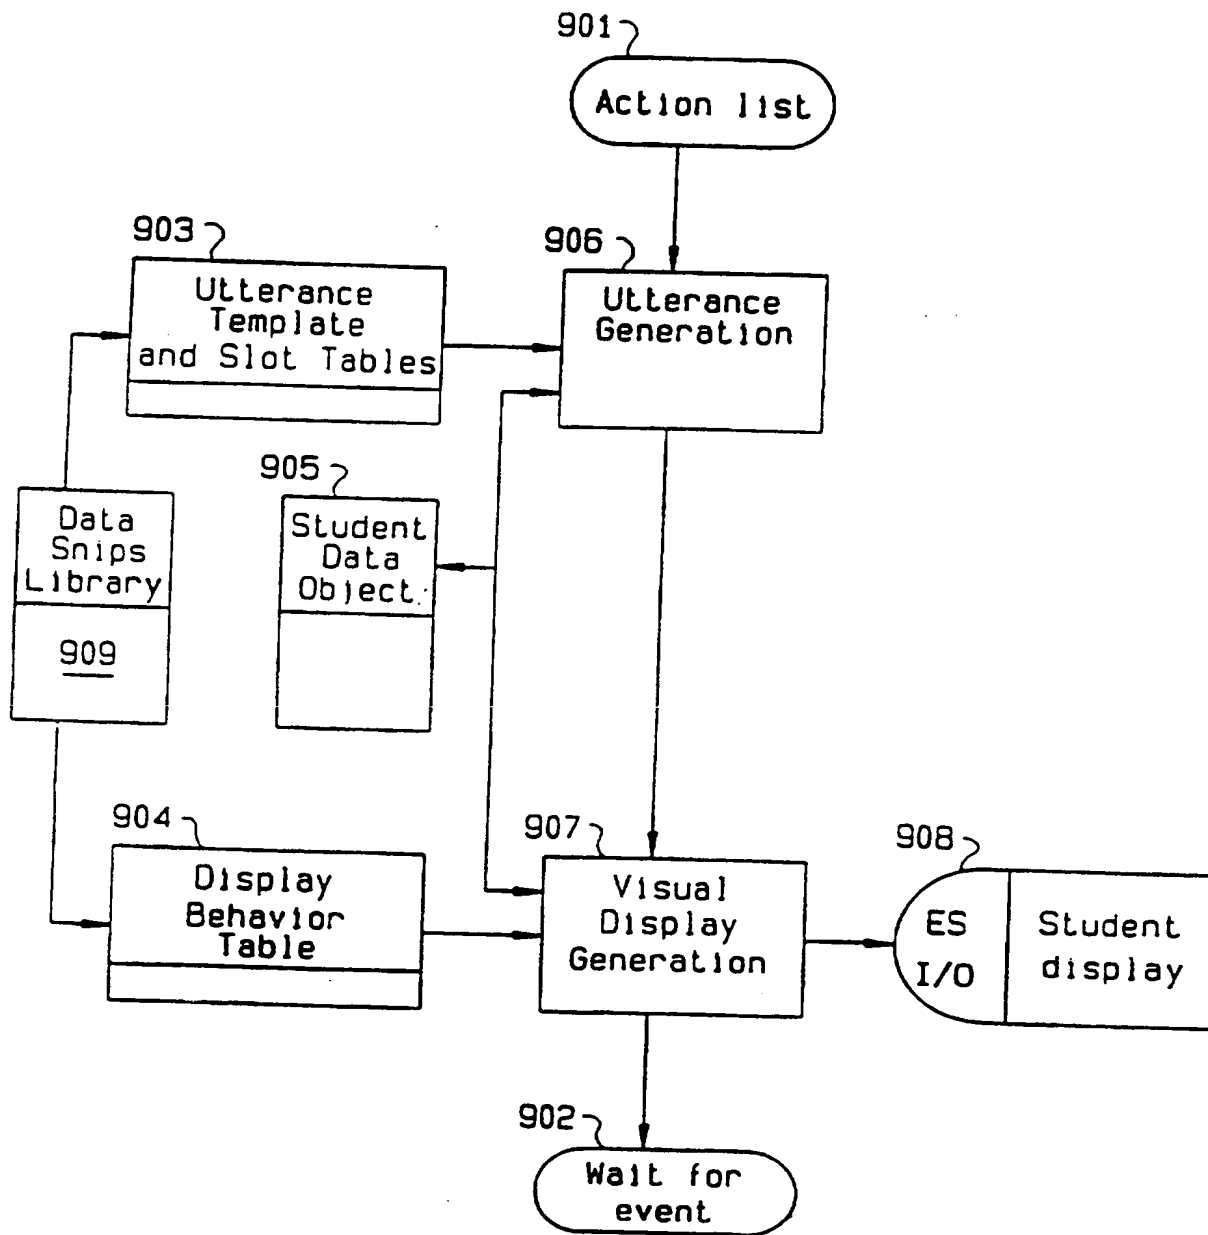 901
Action list
903
Utterance
Template
and Slot Tables
906
Utterance
Generation
905
Student
Data
Object
Data
Snips
Library
909
904
Display
Behavior
Table
907
Visual
Display
Generation
908
ES
I/O
Student
display
902
Wait for
event